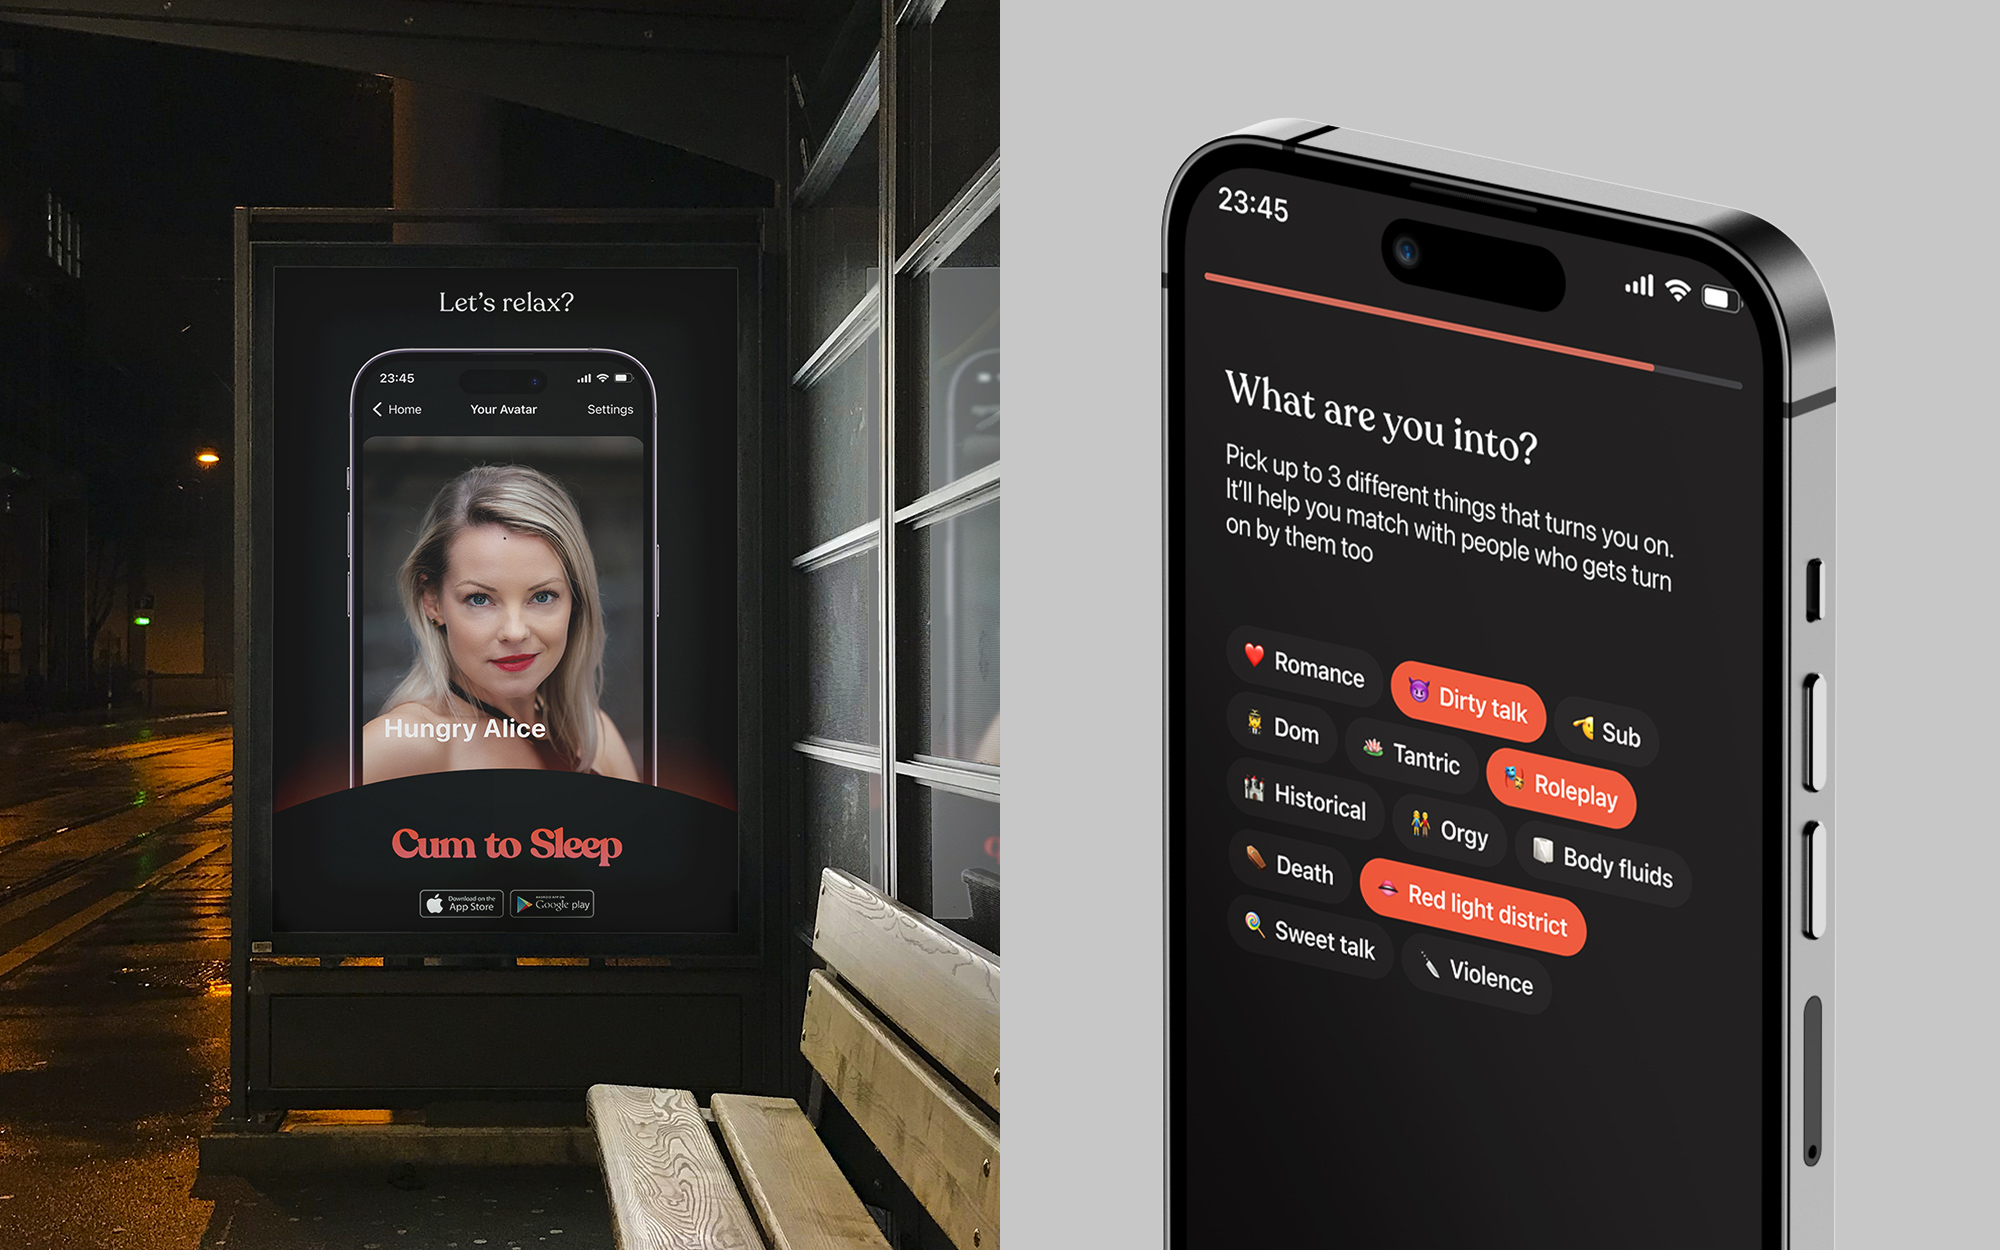 Let's relax?
23:45
Home
Your Avatar
Settings
Hungry Alice
Cum to Sleep
Download on the
App Store
ANDROID APP ON
Google play
23:45
What are you into?
Pick up to 3 different things that turns you on.
It'll help you match with people who gets turn
on by them too
❤️ Romance
😈 Dirty talk
Sub
Dom
🪷 Tantric
🎭 Roleplay
🏰 Historical
👫 Orgy
Body fluids
⚰️ Death
👄 Red light district
🍭 Sweet talk
🔪 Violence